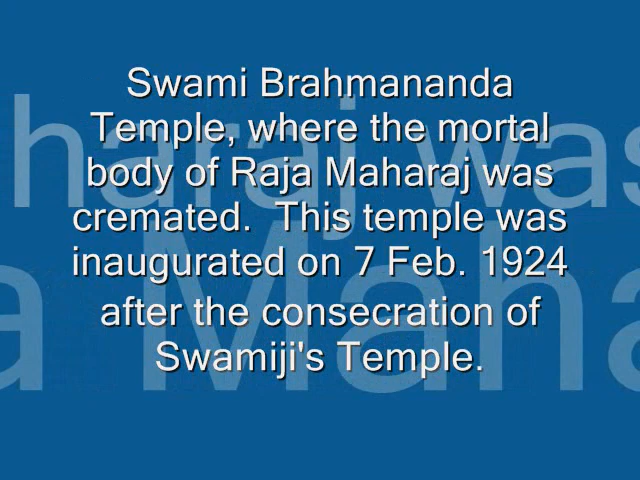 Swami Brahmananda
Temple, where the mortal
body of Raja Maharaj was
cremated.  This temple was
inaugurated on 7 Feb. 1924
after the consecration of
Swamiji's Temple.